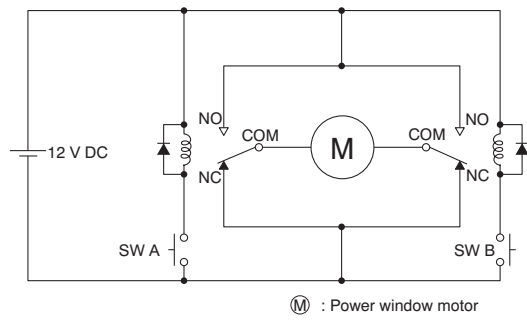 NO
NO
COM
COM
M
12 V DC
NC
NC
SW A
SW B
M : Power window motor